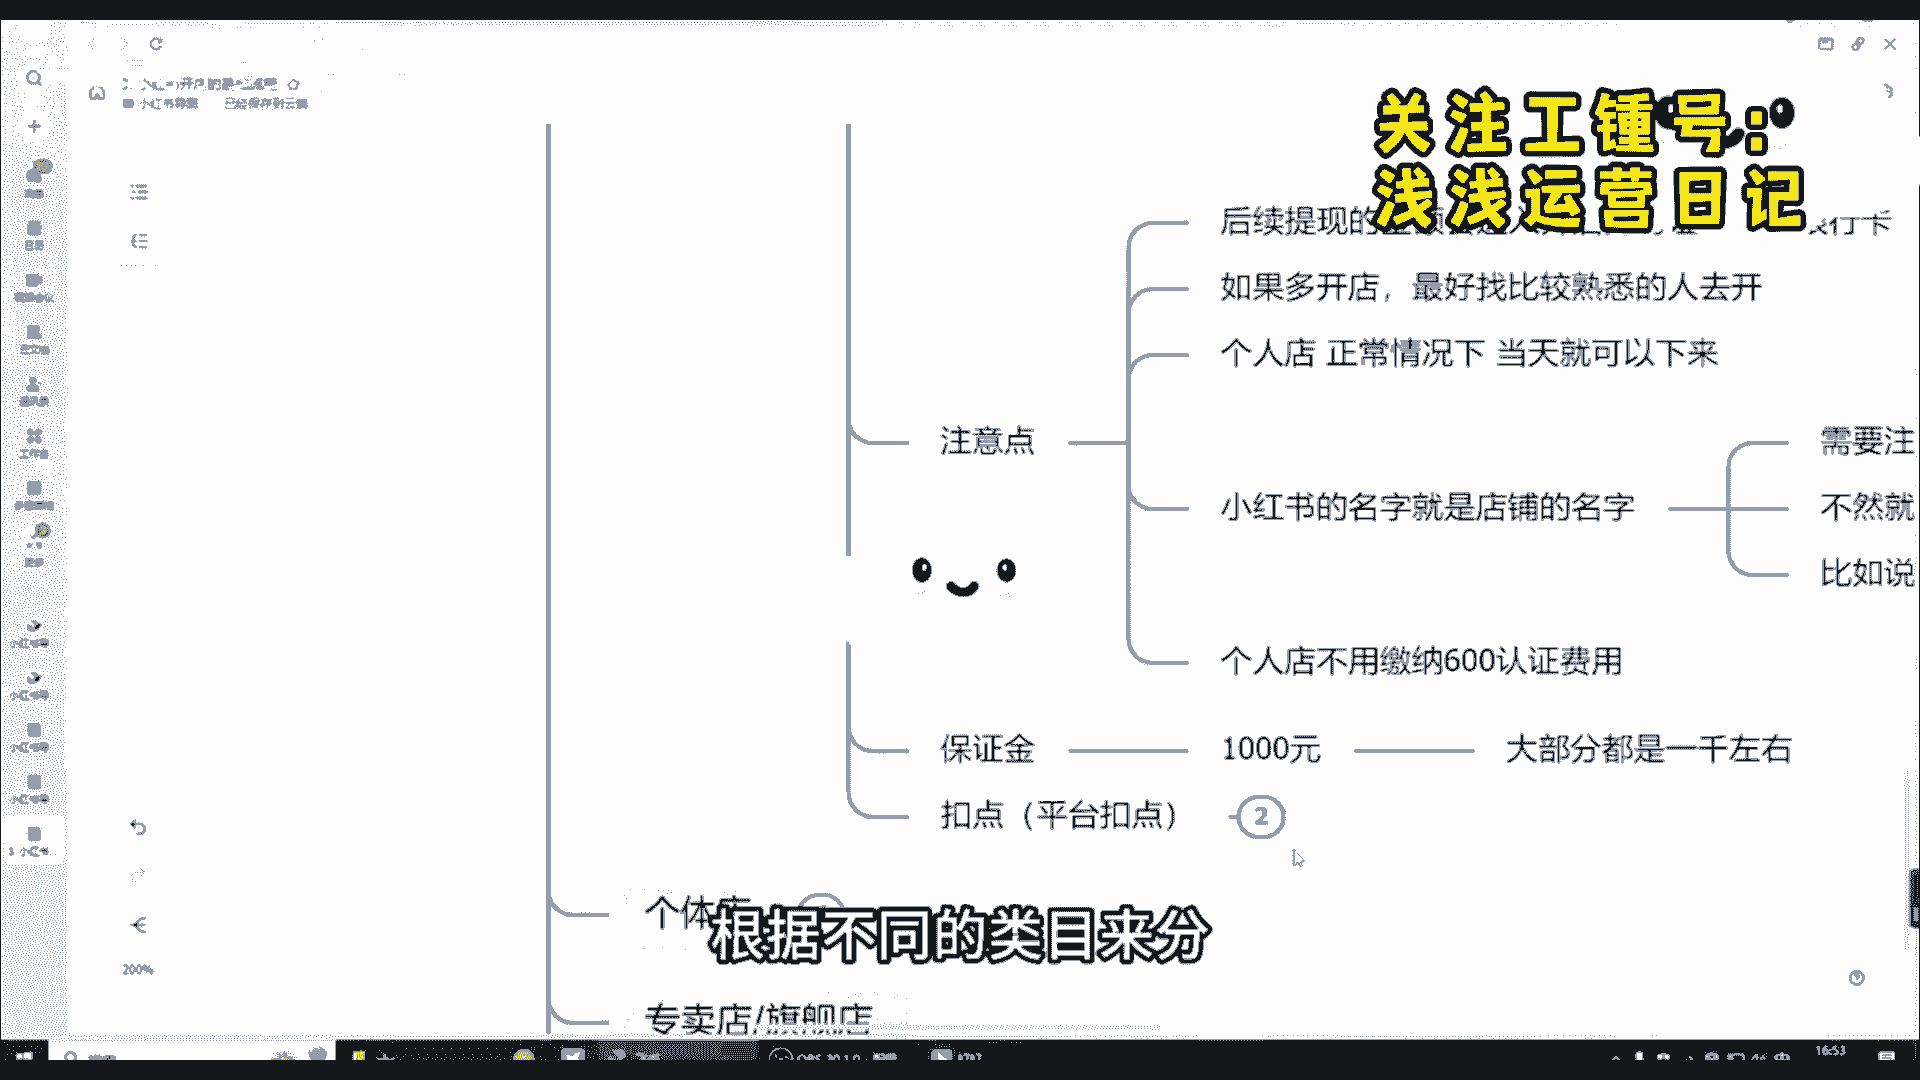 关注工锺号：
浅浅运营日记
后续提现的
如果多开店，最好找比较熟悉的人去开
个人店 正常情况下 当天就可以下来
注意点
需要注
小红书的名字就是店铺的名字
不然就
比如说
个人店不用缴纳600认证费用
保证金
1000元
大部分都是一千左右
扣点（平台扣点）
2
个体店
根据不同的类目来分
专卖店/旗舰店
200%
16:53